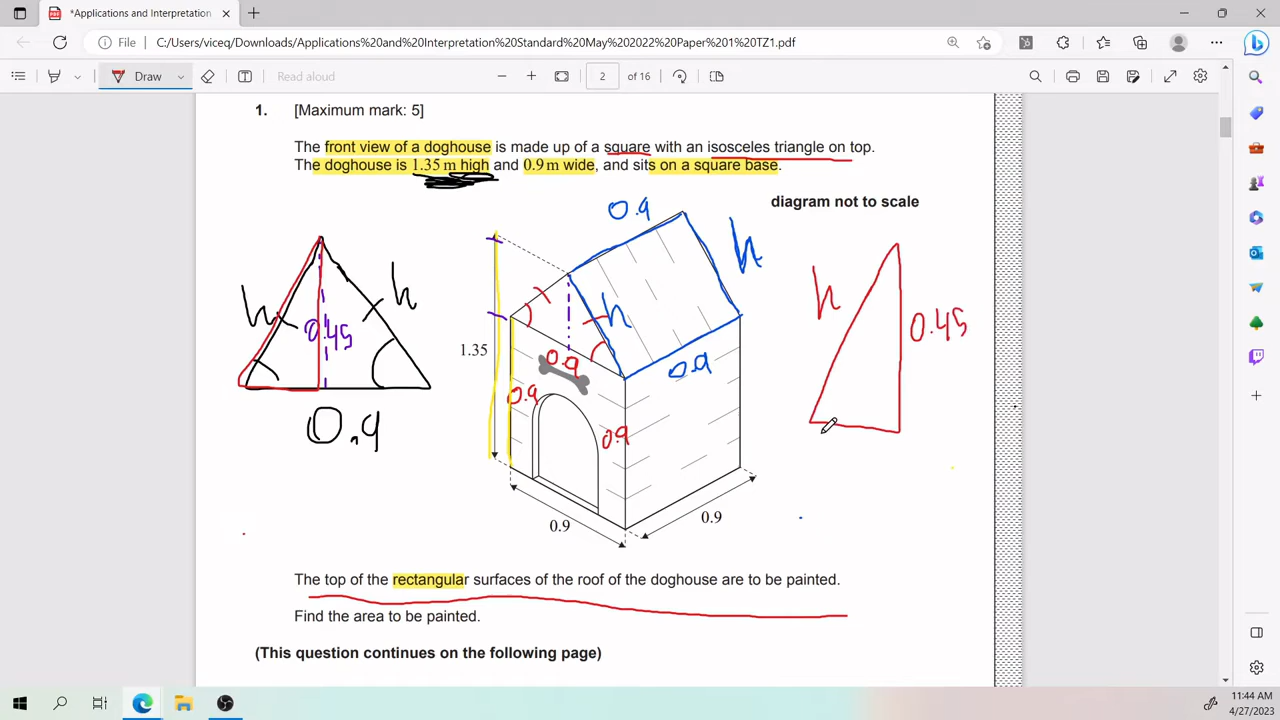 *Applications and Interpretation
File
C:/Users/viceq/Downloads/Applications%20and%20Interpretation%20Standard%20May%202022%20Paper%201%20TZ1.pdf
Draw
Read aloud
2
of 16
1. [Maximum mark: 5]
The front view of a doghouse is made up of a square with an isosceles triangle on top.
The doghouse is 1.35 m high and 0.9 m wide, and sits on a square base.
diagram not to scale
0.9
h
h
h
0.45
0.9
h
1.35
0.9
0.9
0.9
0.9
h
0.45
0.9
0.9
The top of the rectangular surfaces of the roof of the doghouse are to be painted.
Find the area to be painted.
(This question continues on the following page)
11:44 AM
4/27/2023